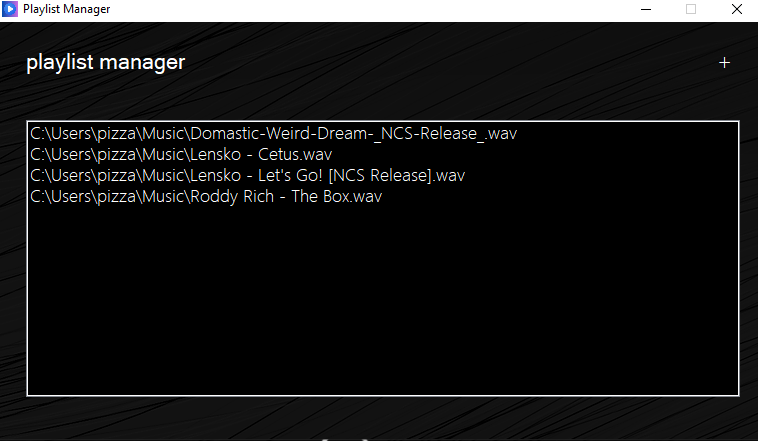 Playlist Manager
playlist manager
+
C:\Users\pizza\Music\Domastic-Weird-Dream-_NCS-Release_.wav
C:\Users\pizza\Music\Lensko - Cetus.wav
C:\Users\pizza\Music\Lensko - Let's Go! [NCS Release].wav
C:\Users\pizza\Music\Roddy Rich - The Box.wav